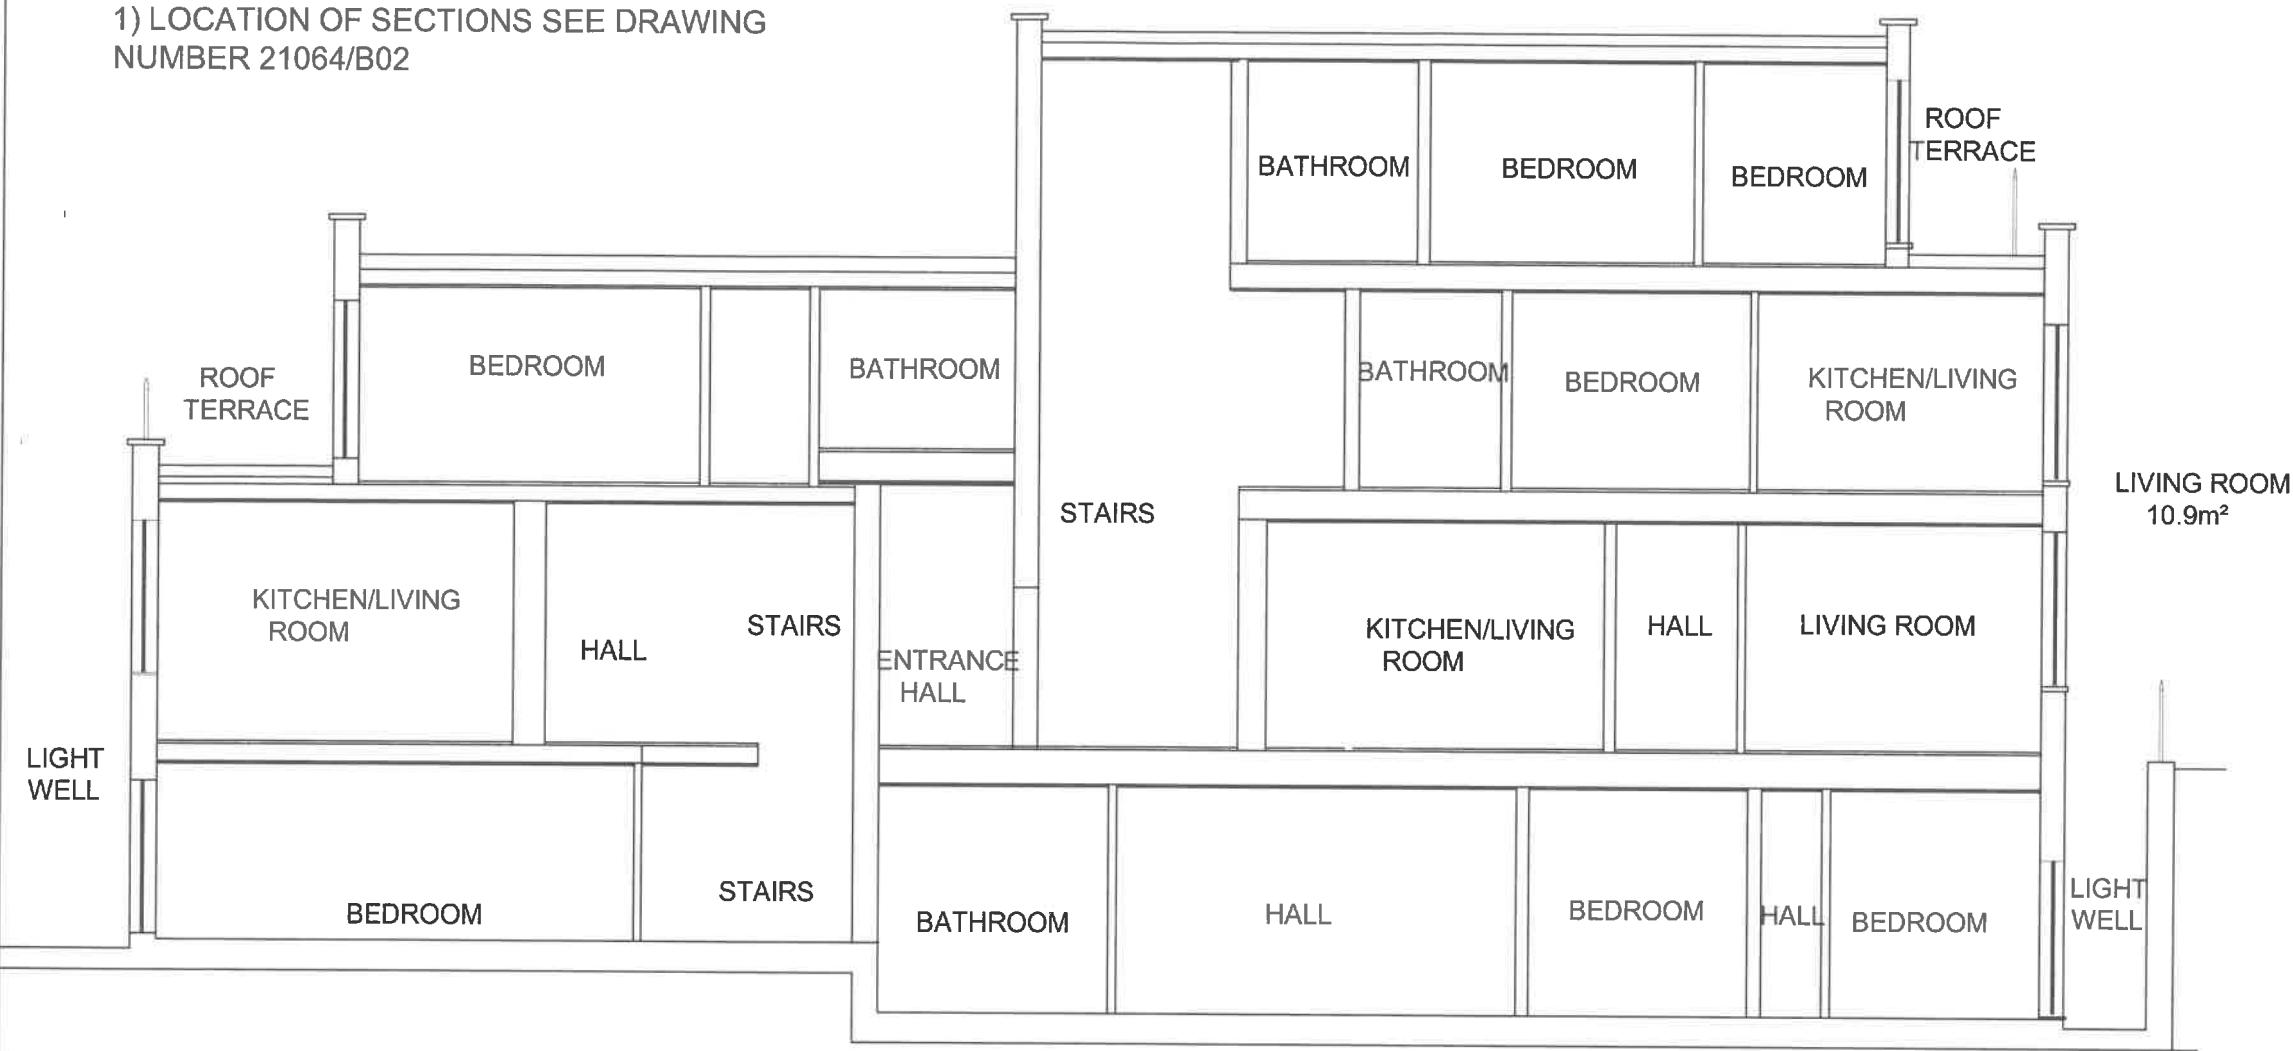 1) LOCATION OF SECTIONS SEE DRAWING
NUMBER 21064/B02
ROOF
TERRACE
BATHROOM
BEDROOM
BEDROOM
ROOF
TERRACE
BEDROOM
BATHROOM
BATHROOM
BEDROOM
KITCHEN/LIVING
ROOM
STAIRS
LIVING ROOM
10.9m²
KITCHEN/LIVING
ROOM
HALL
STAIRS
ENTRANCE
HALL
KITCHEN/LIVING
ROOM
HALL
LIVING ROOM
LIGHT
WELL
BEDROOM
STAIRS
BATHROOM
HALL
BEDROOM
HALL
BEDROOM
LIGHT
WELL